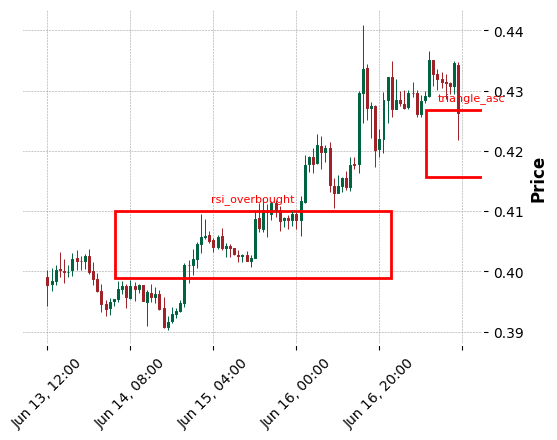 0.44
0.43
triangle_asc
0.42
Price
rsi_overbought
0.41
0.40
0.39
Jun 13, 12:00
Jun 14, 08:00
Jun 15, 04:00
Jun 16, 00:00
Jun 16, 20:00